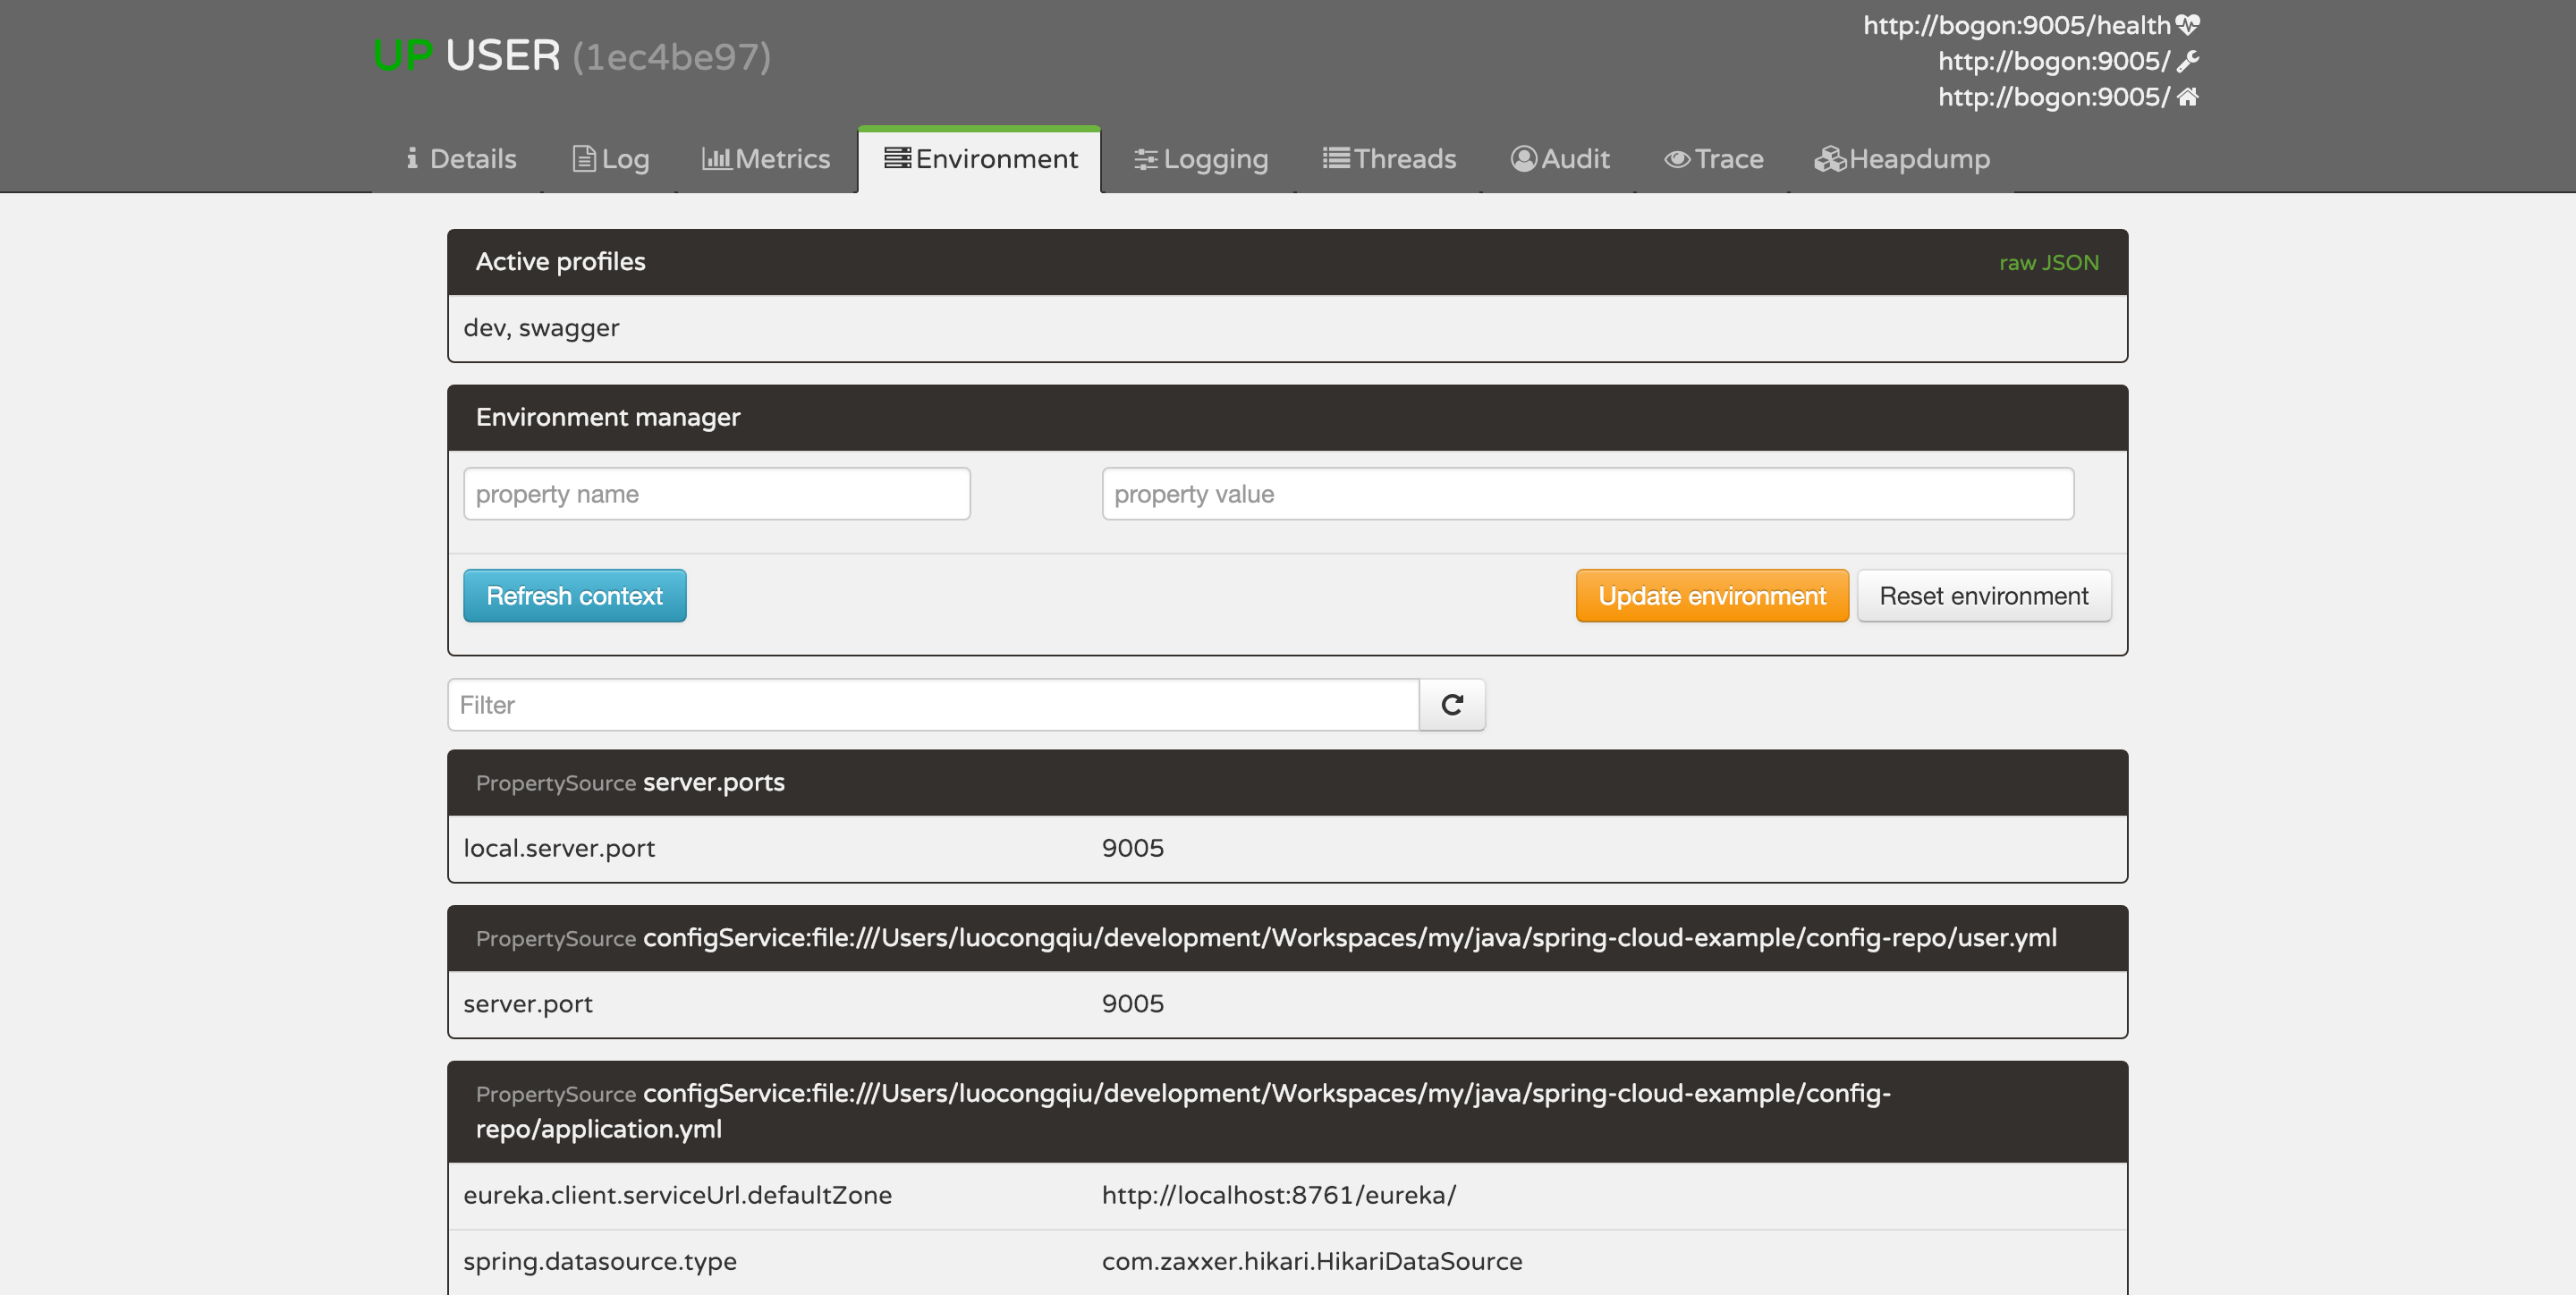 UP USER (1ec4be97)
http://bogon:9005/health
http://bogon:9005/
http://bogon:9005/
Details Log Metrics Environment Logging Threads Audit Trace Heapdump
Active profiles raw JSON
dev, swagger
Environment manager
property name property value
Refresh context Update environment Reset environment
Filter
PropertySource server.ports
local.server.port 9005
PropertySource configService:file:///Users/luocongqiu/development/Workspaces/my/java/spring-cloud-example/config-repo/user.yml
server.port 9005
PropertySource configService:file:///Users/luocongqiu/development/Workspaces/my/java/spring-cloud-example/config-
repo/application.yml
eureka.client.serviceUrl.defaultZone http://localhost:8761/eureka/
spring.datasource.type com.zaxxer.hikari.HikariDataSource